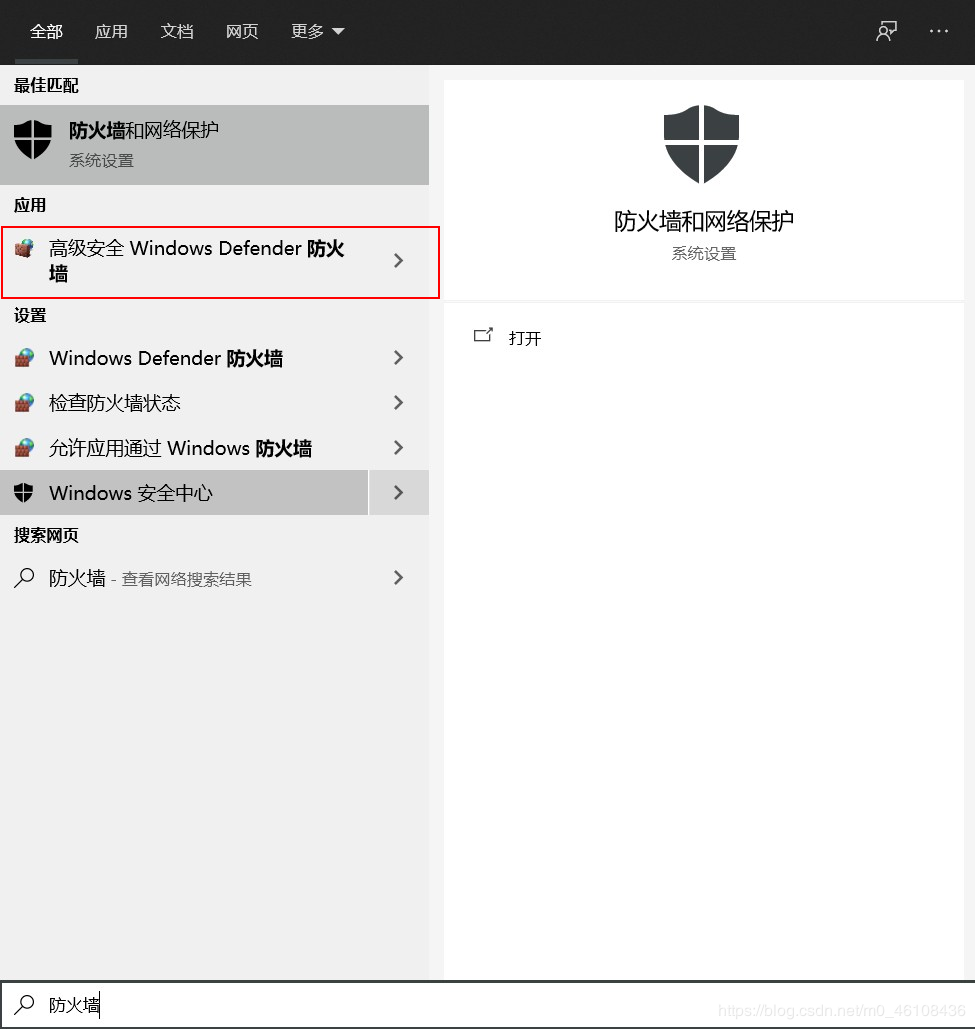 全部 应用 文档 网页 更多
最佳匹配
防火墙和网络保护
系统设置
应用
高级安全 Windows Defender 防火
墙
设置
Windows Defender 防火墙
检查防火墙状态
允许应用通过 Windows 防火墙
Windows 安全中心
搜索网页
防火墙 - 查看网络搜索结果
防火墙和网络保护
系统设置
打开
防火墙
https://blog.csdn.net/m0_46108436